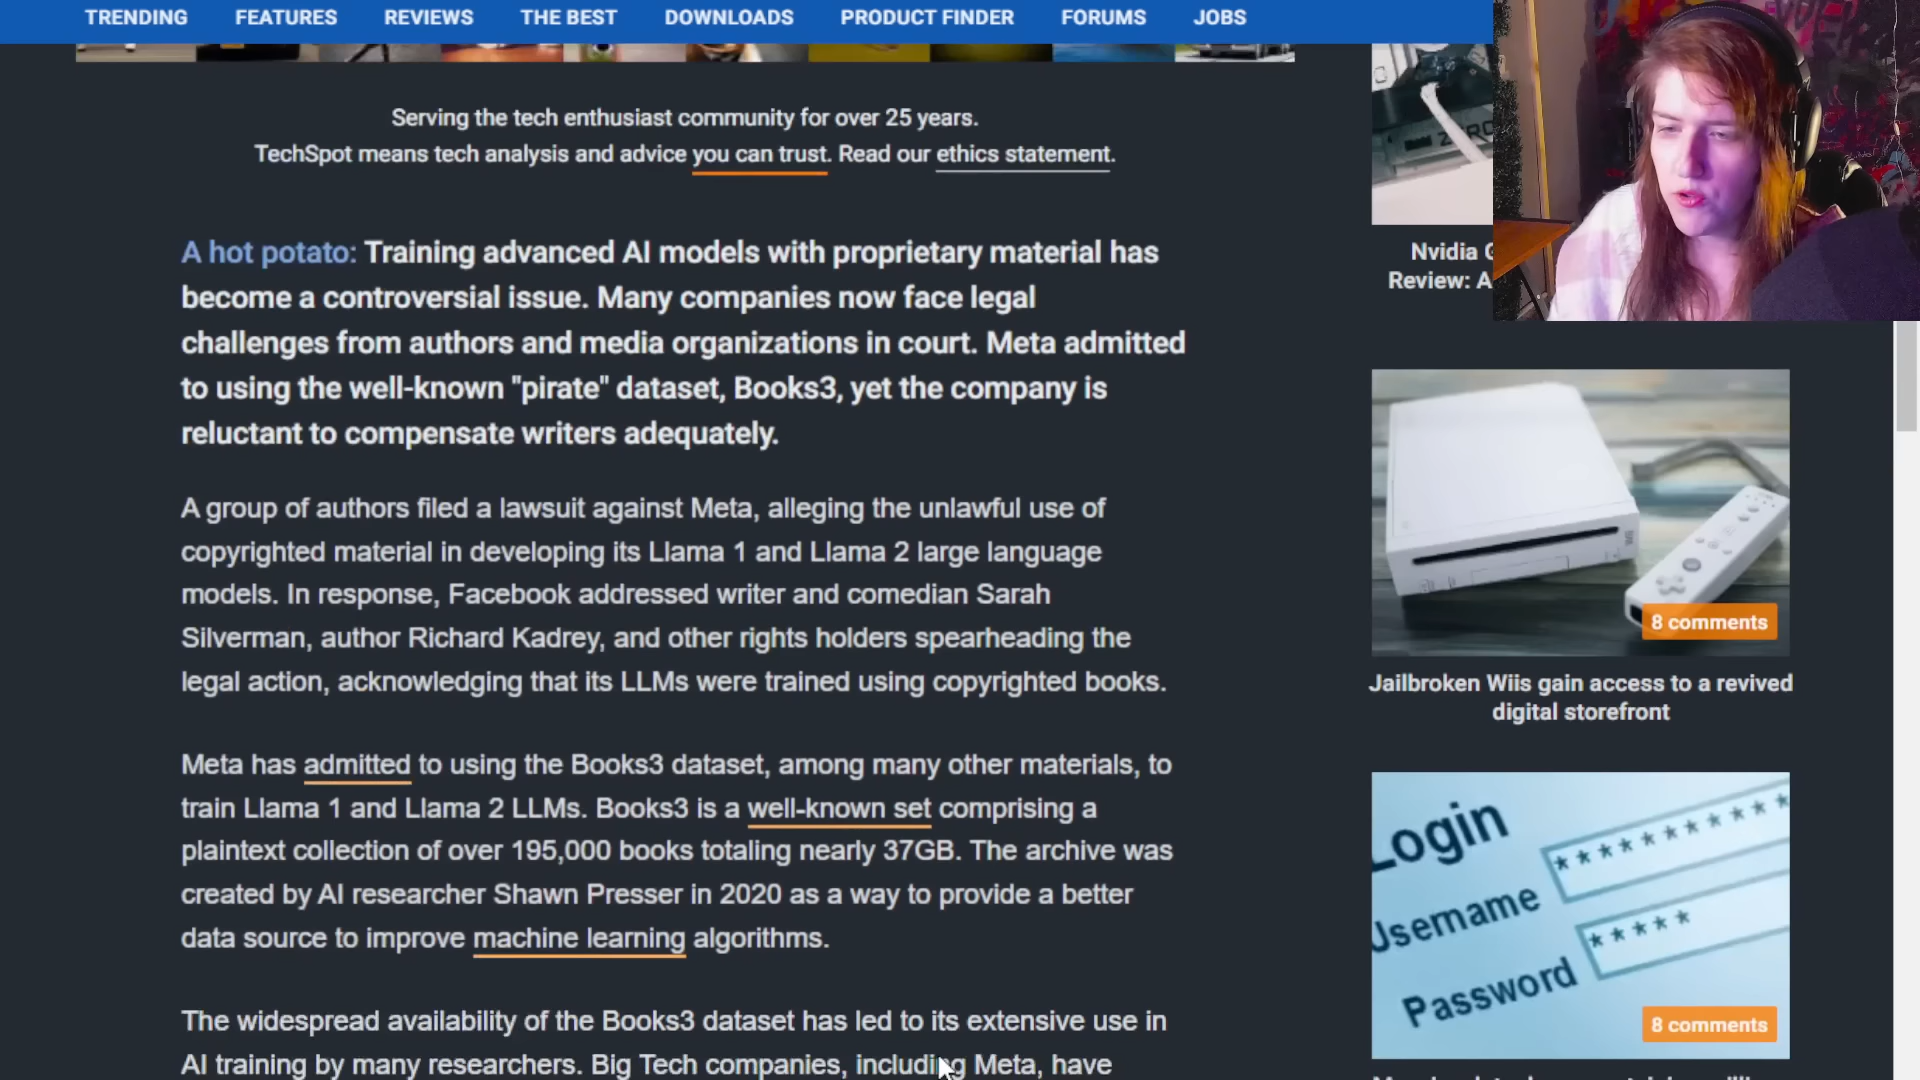 TRENDING FEATURES REVIEWS THE BEST DOWNLOADS PRODUCT FINDER FORUMS JOBS
Serving the tech enthusiast community for over 25 years.
TechSpot means tech analysis and advice you can trust. Read our ethics statement.
A hot potato: Training advanced AI models with proprietary material has
become a controversial issue. Many companies now face legal
challenges from authors and media organizations in court. Meta admitted
to using the well-known "pirate" dataset, Books3, yet the company is
reluctant to compensate writers adequately.
A group of authors filed a lawsuit against Meta, alleging the unlawful use of
copyrighted material in developing its Llama 1 and Llama 2 large language
models. In response, Facebook addressed writer and comedian Sarah
Silverman, author Richard Kadrey, and other rights holders spearheading the
legal action, acknowledging that its LLMs were trained using copyrighted books.
Meta has admitted to using the Books3 dataset, among many other materials, to
train Llama 1 and Llama 2 LLMs. Books3 is a well-known set comprising a
plaintext collection of over 195,000 books totaling nearly 37GB. The archive was
created by AI researcher Shawn Presser in 2020 as a way to provide a better
data source to improve machine learning algorithms.
The widespread availability of the Books3 dataset has led to its extensive use in
AI training by many researchers. Big Tech companies, including Meta, have
Nvidia G
Review: A
8 comments
Jailbroken Wiis gain access to a revived
digital storefront
Login
Username
Password
8 comments